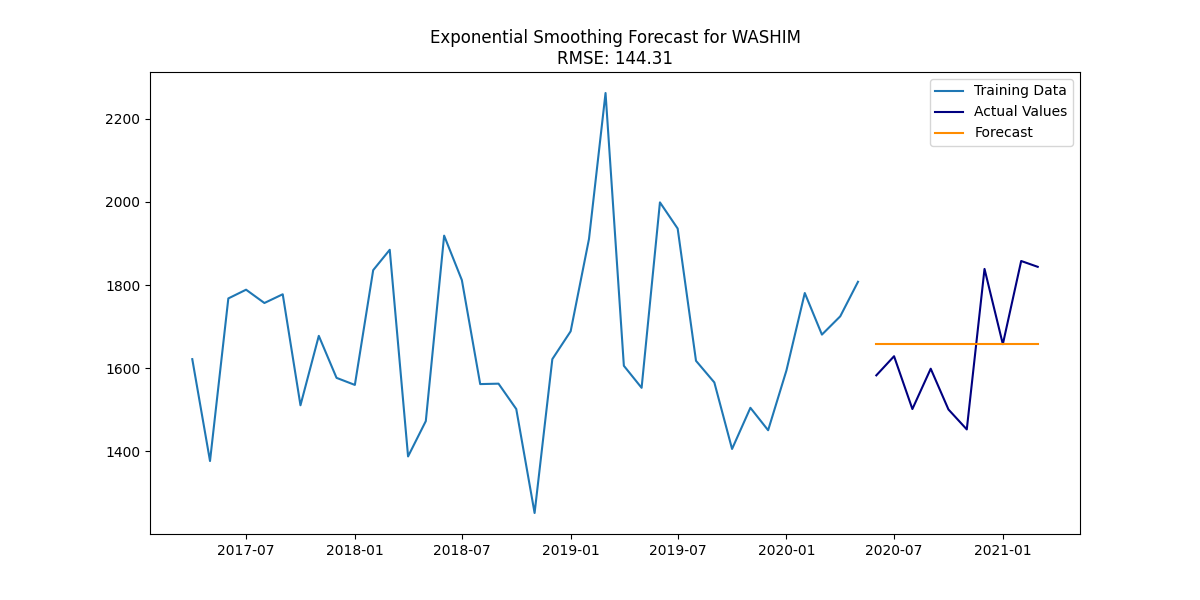 Exponential Smoothing Forecast for WASHIM
RMSE: 144.31
Training Data
Actual Values
Forecast
2200
2000
1800
1600
1400
2017-07
2018-01
2018-07
2019-01
2019-07
2020-01
2020-07
2021-01